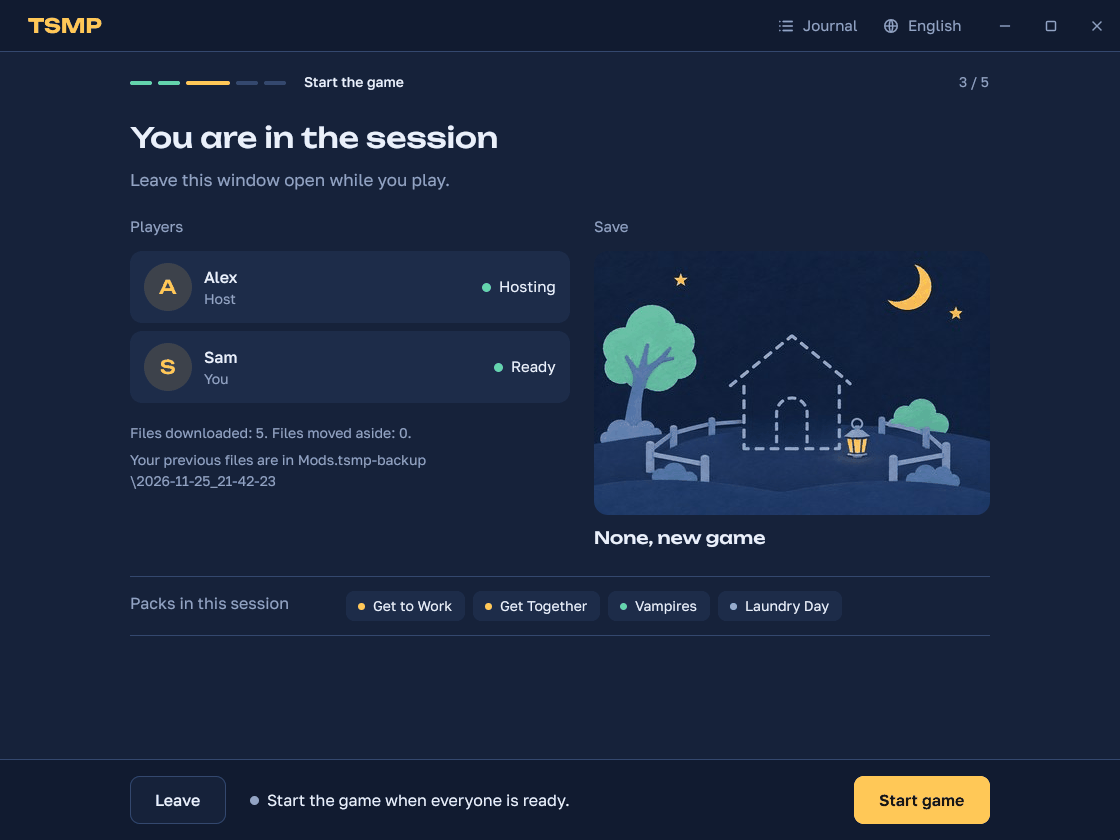 TSMP
Journal
English
Start the game
3 / 5
You are in the session
Leave this window open while you play.
Players
A
Alex
Host
Hosting
S
Sam
You
Ready
Files downloaded: 5. Files moved aside: 0.
Your previous files are in Mods.tsmp-backup
\2026-11-25_21-42-23
Save
None, new game
Packs in this session
Get to Work
Get Together
Vampires
Laundry Day
Leave
Start the game when everyone is ready.
Start game